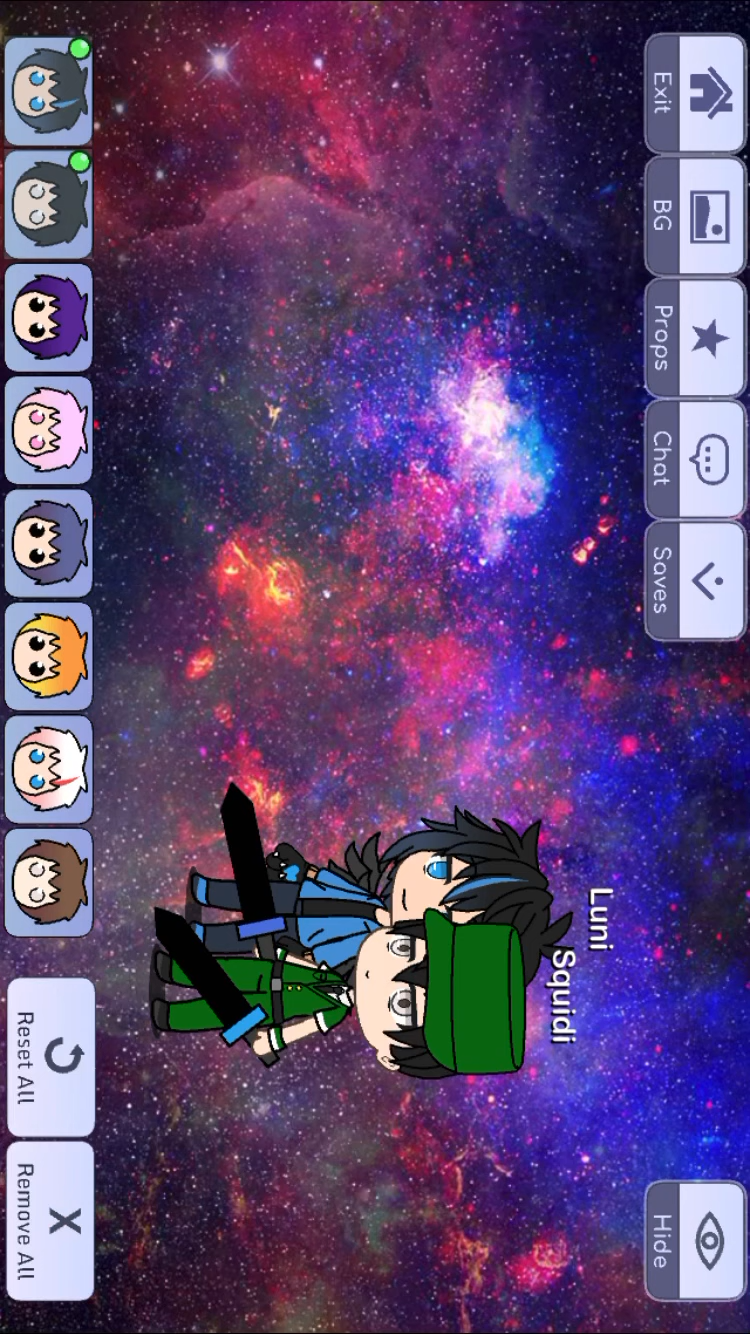 Exit
BG
Props
Chat
Saves
Hide
Luni
Squidi
Reset All
Remove All